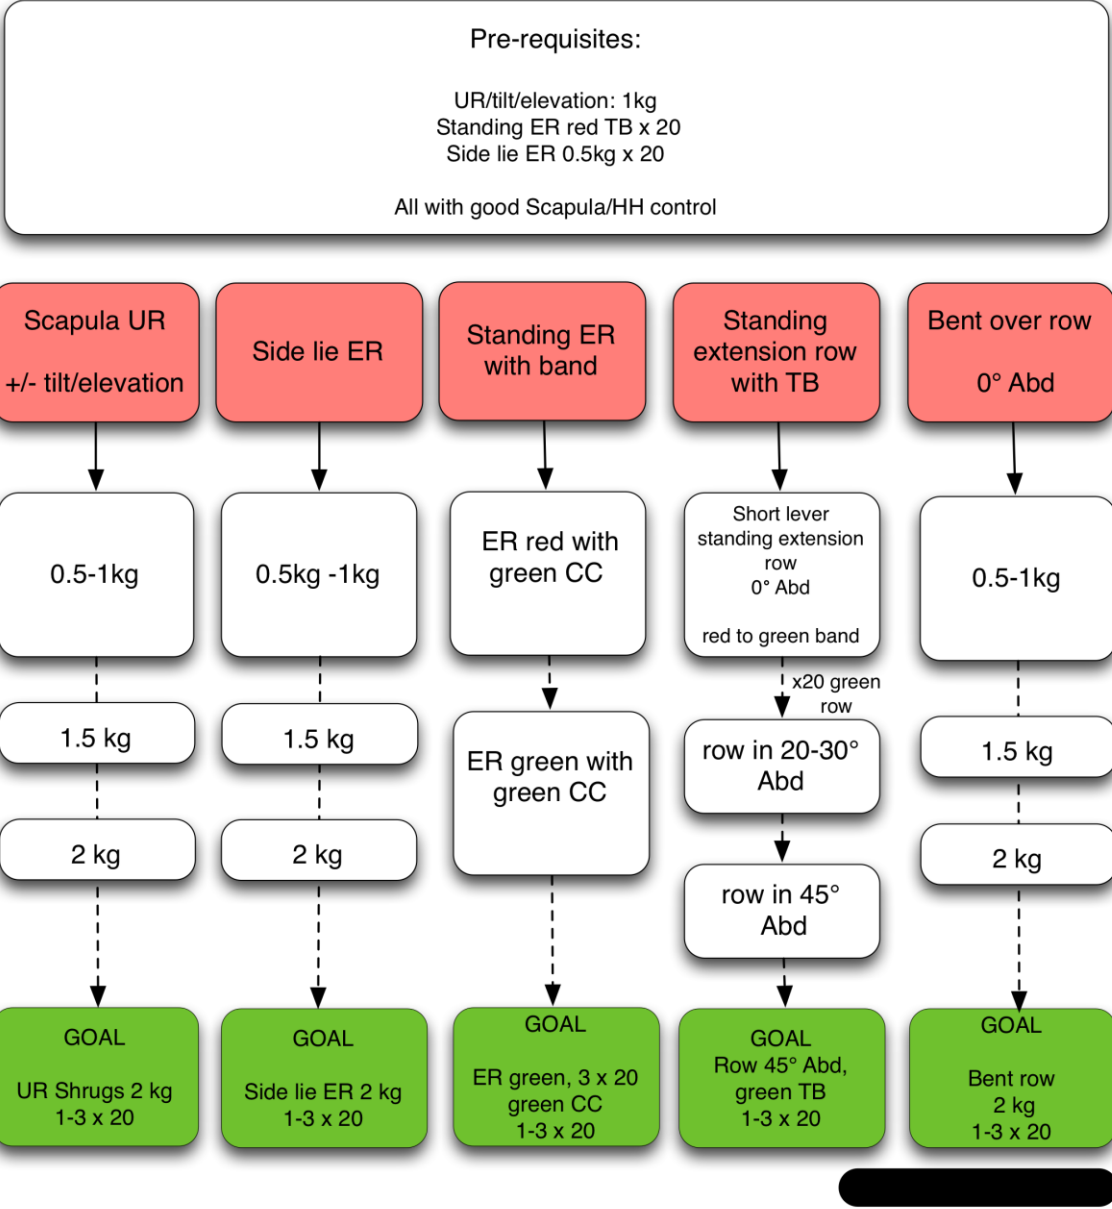 Pre-requisites:
UR/tilt/elevation: 1kg
Standing ER red TB x 20
Side lie ER 0.5kg x 20
All with good Scapula/HH control
Scapula UR
+/- tilt/elevation
Side lie ER
Standing ER
with band
Standing
extension row
with TB
Bent over row
0° Abd
0.5-1kg
0.5kg -1kg
ER red with
green CC
Short lever
standing extension
row
0° Abd
red to green band
0.5-1kg
x20 green
row
1.5 kg
1.5 kg
ER green with
green CC
row in 20-30°
Abd
1.5 kg
2 kg
2 kg
row in 45°
Abd
2 kg
GOAL
UR Shrugs 2 kg
1-3 x 20
GOAL
Side lie ER 2 kg
1-3 x 20
GOAL
ER green, 3 x 20
green CC
1-3 x 20
GOAL
Row 45° Abd,
green TB
1-3 x 20
GOAL
Bent row
2 kg
1-3 x 20